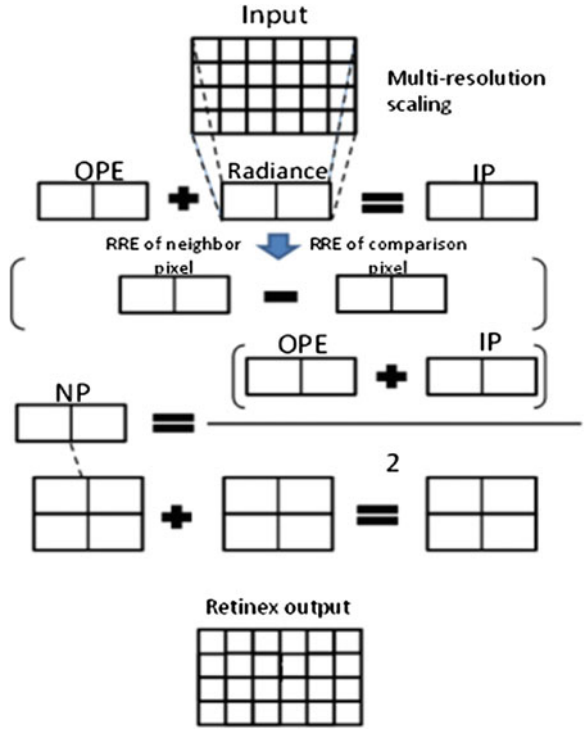 Input
Multi-resolution
scaling
OPE
Radiance
IP
RRE of neighbor
pixel
RRE of comparison
pixel
OPE
IP
NP
2
Retinex output